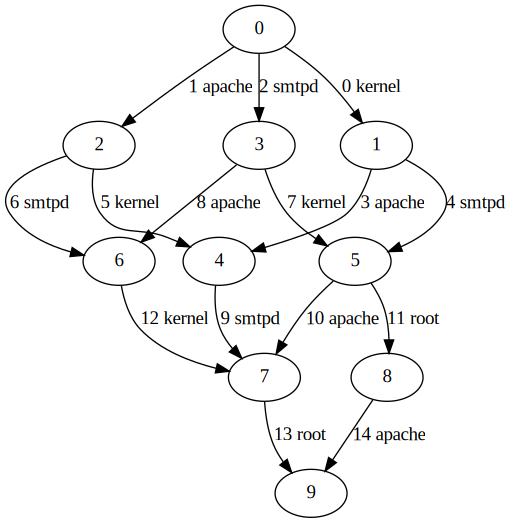 0
1 apache
2 smtpd
0 kernel
2
3
1
6 smtpd
5 kernel
8 apache
7 kernel
3 apache
4 smtpd
6
4
5
12 kernel
9 smtpd
10 apache
11 root
7
8
13 root
14 apache
9